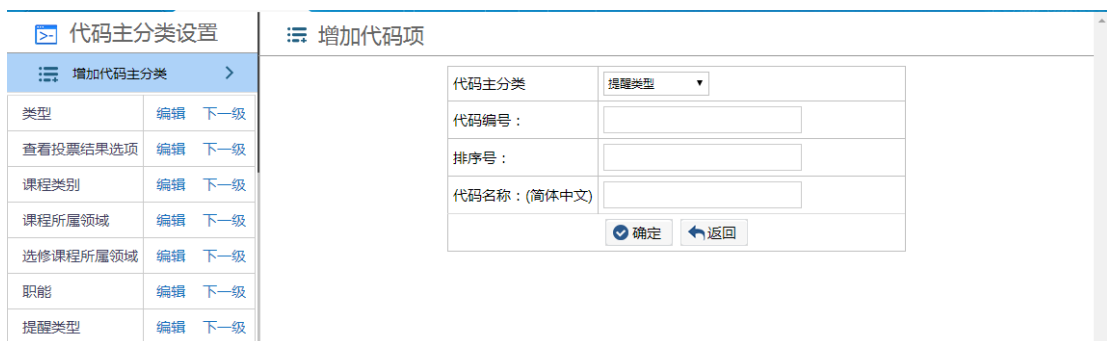 代码主分类设置
增加代码主分类
类型 编辑 下一级
查看投票结果选项 编辑 下一级
课程类别 编辑 下一级
课程所属领域 编辑 下一级
选修课程所属领域 编辑 下一级
职能 编辑 下一级
提醒类型 编辑 下一级
增加代码项
代码主分类 提醒类型
代码编号：
排序号：
代码名称：(简体中文)
确定 返回